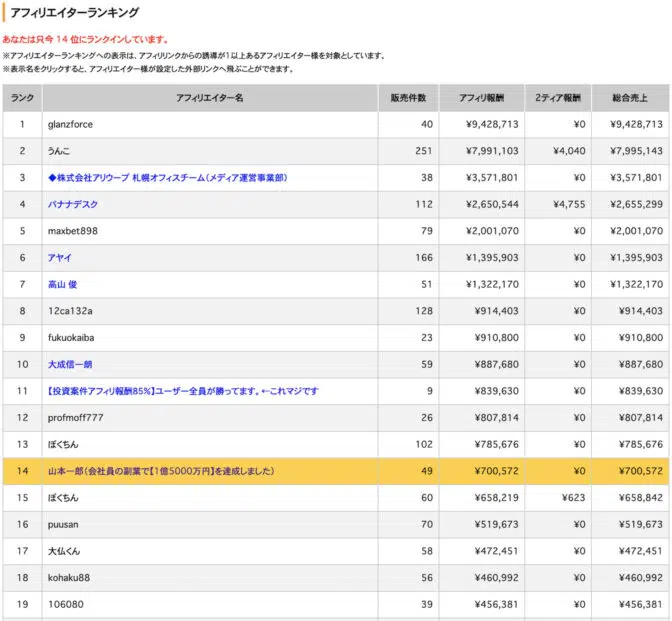 アフィリエイターランキング
あなたは只今 14 位にランクインしています。
※アフィリエイターランキングへの表示は、アフィリリンクからの誘導が1以上あるアフィリエイター様を対象としています。
※表示名をクリックすると、アフィリエイター様が設定した外部リンクへ飛ぶことができます。
ランク アフィリエイター名 販売件数 アフィリ報酬 2ティア報酬 総合売上
1 glanzforce 40 ¥9,428,713 ¥0 ¥9,428,713
2 うんこ 251 ¥7,991,103 ¥4,040 ¥7,995,143
3 ◆株式会社アリウープ 札幌オフィスチーム(メディア運営事業部) 38 ¥3,571,801 ¥0 ¥3,571,801
4 バナナデスク 112 ¥2,650,544 ¥4,755 ¥2,655,299
5 maxbet898 79 ¥2,001,070 ¥0 ¥2,001,070
6 アヤイ 166 ¥1,395,903 ¥0 ¥1,395,903
7 高山 俊 51 ¥1,322,170 ¥0 ¥1,322,170
8 12ca132a 128 ¥914,403 ¥0 ¥914,403
9 fukuokaiba 23 ¥910,800 ¥0 ¥910,800
10 大成信一朗 59 ¥887,680 ¥0 ¥887,680
11 【投資案件アフィリ報酬85%】ユーザー全員が勝ってます。←これマジです 9 ¥839,630 ¥0 ¥839,630
12 profmoff777 26 ¥807,814 ¥0 ¥807,814
13 ぼくちん 102 ¥785,676 ¥0 ¥785,676
14 山本一郎(会社員の副業で【1億5000万円】を達成しました) 49 ¥700,572 ¥0 ¥700,572
15 ぼくちん 60 ¥658,219 ¥623 ¥658,842
16 puusan 70 ¥519,673 ¥0 ¥519,673
17 大仏くん 58 ¥472,451 ¥0 ¥472,451
18 kohaku88 56 ¥460,992 ¥0 ¥460,992
19 106080 39 ¥456,381 ¥0 ¥456,381